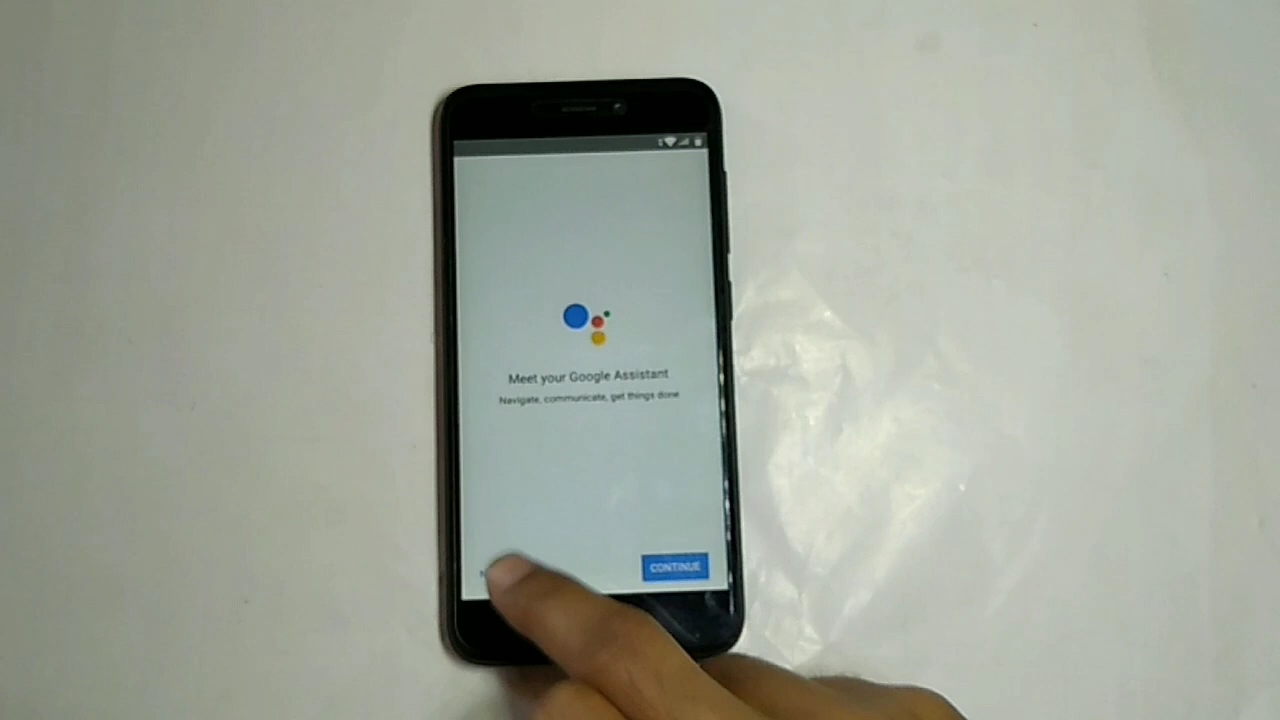 Meet your Google Assistant
Navigate, communicate, get things done
CONTINUE